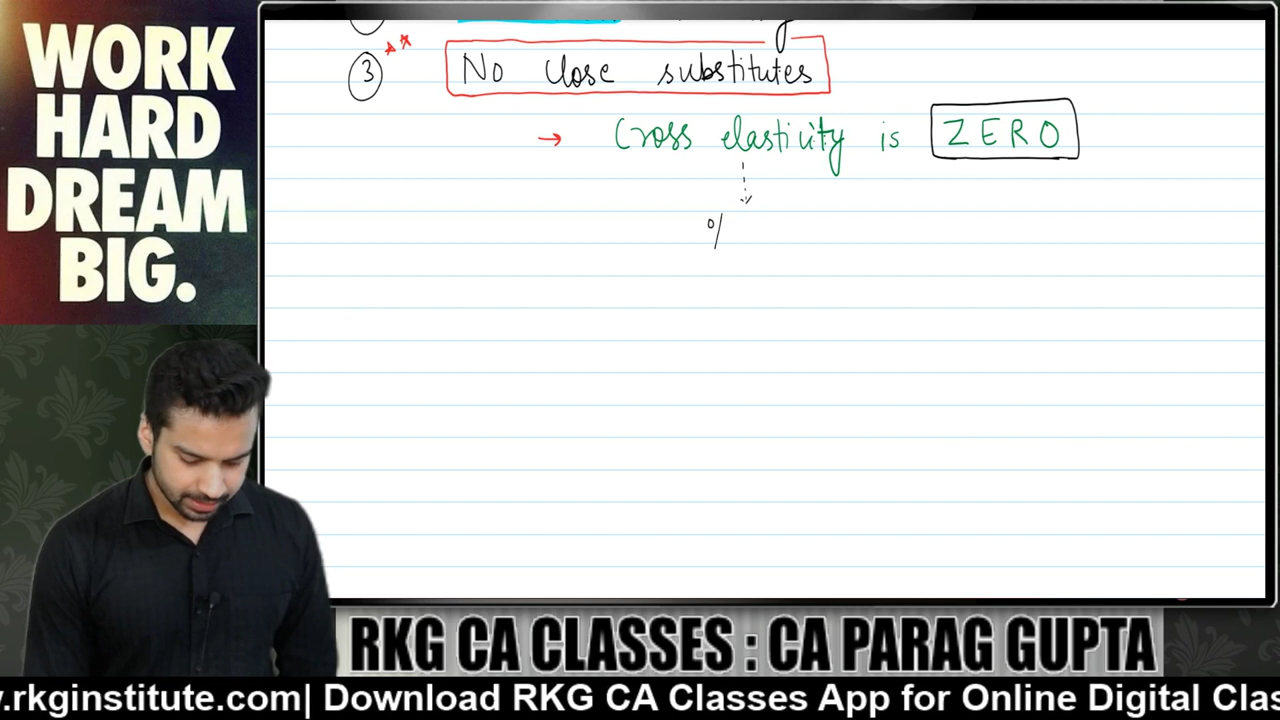 WORK
HARD
DREAM
BIG.
3 ★★ No close substitutes
→ Cross elasticity is ZERO
%
RKG CA CLASSES : CA PARAG GUPTA
.rkginstitute.com| Download RKG CA Classes App for Online Digital Clas